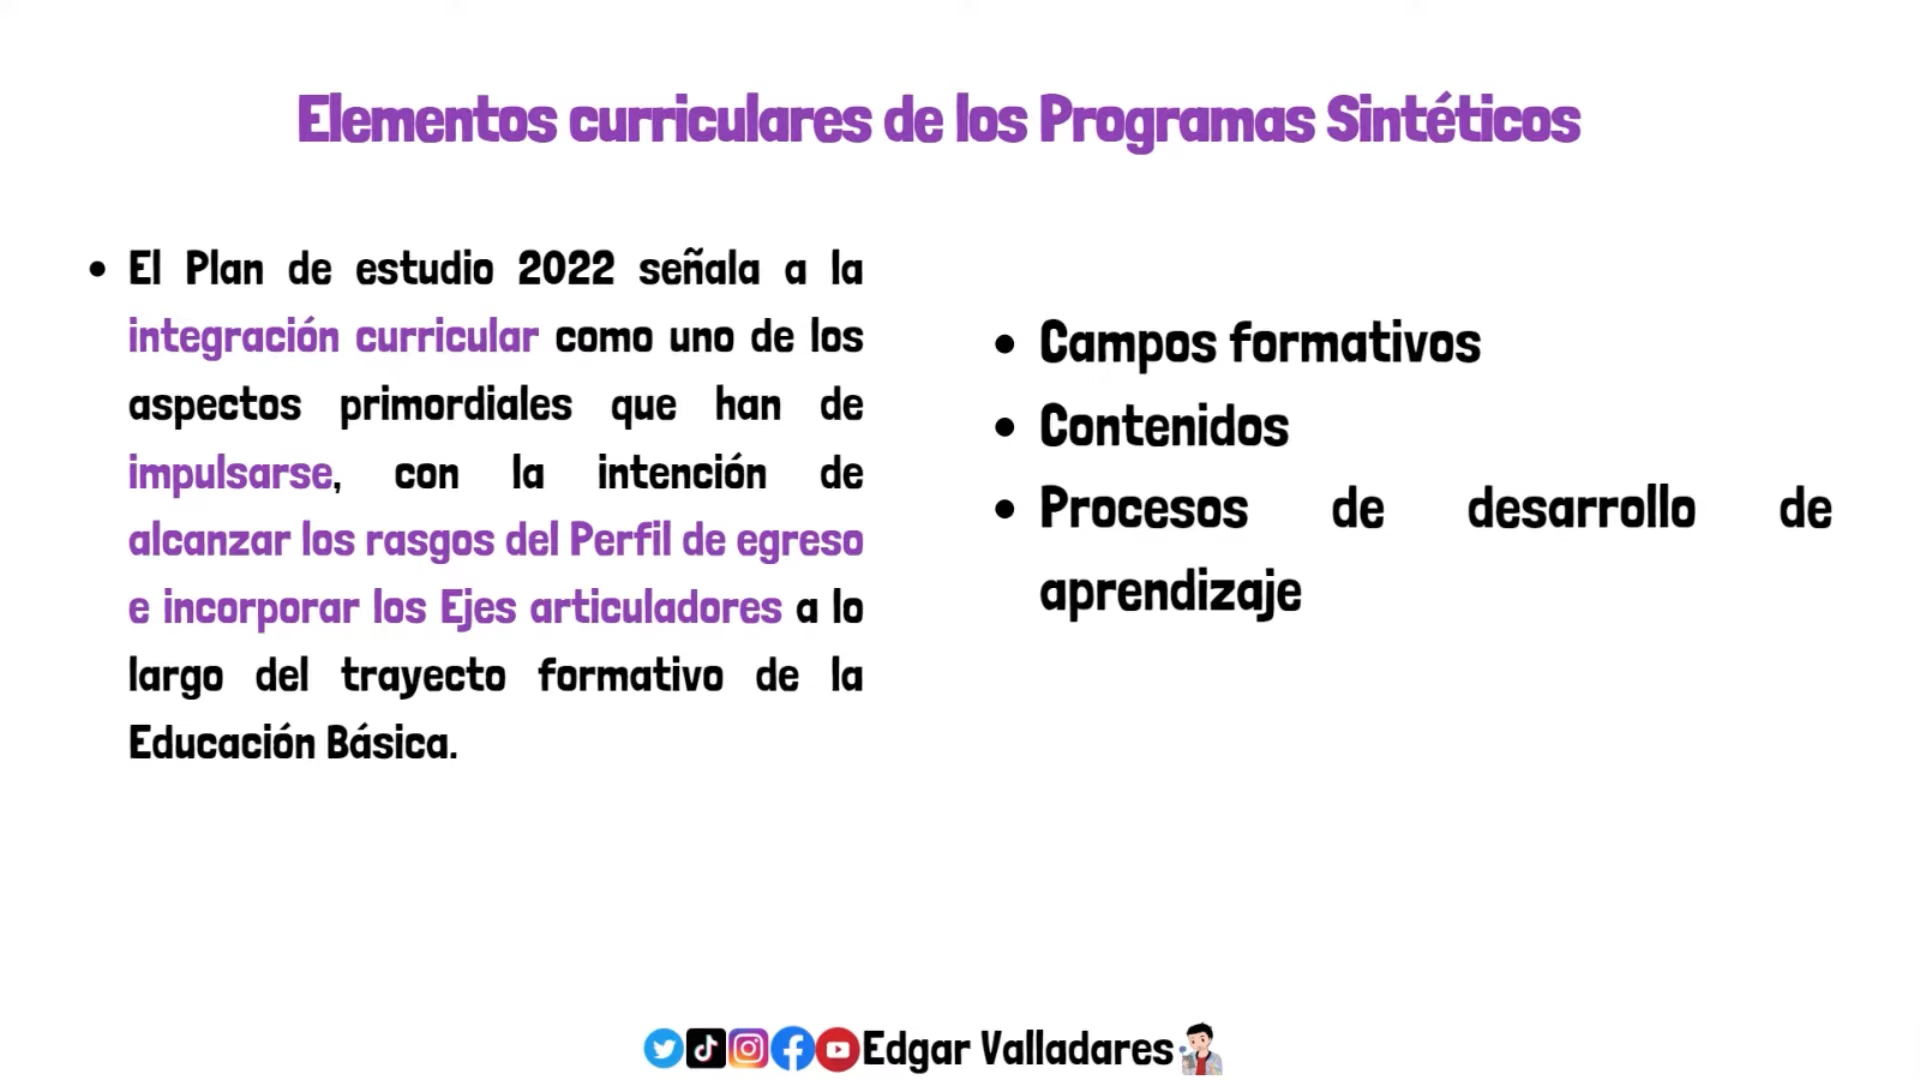 Elementos curriculares de los Programas Sintéticos
• El Plan de estudio 2022 señala a la
integración curricular como uno de los
aspectos primordiales que han de
impulsarse, con la intención de
alcanzar los rasgos del Perfil de egreso
e incorporar los Ejes articuladores a lo
largo del trayecto formativo de la
Educación Básica.
• Campos formativos
• Contenidos
• Procesos de desarrollo de
aprendizaje
Edgar Valladares